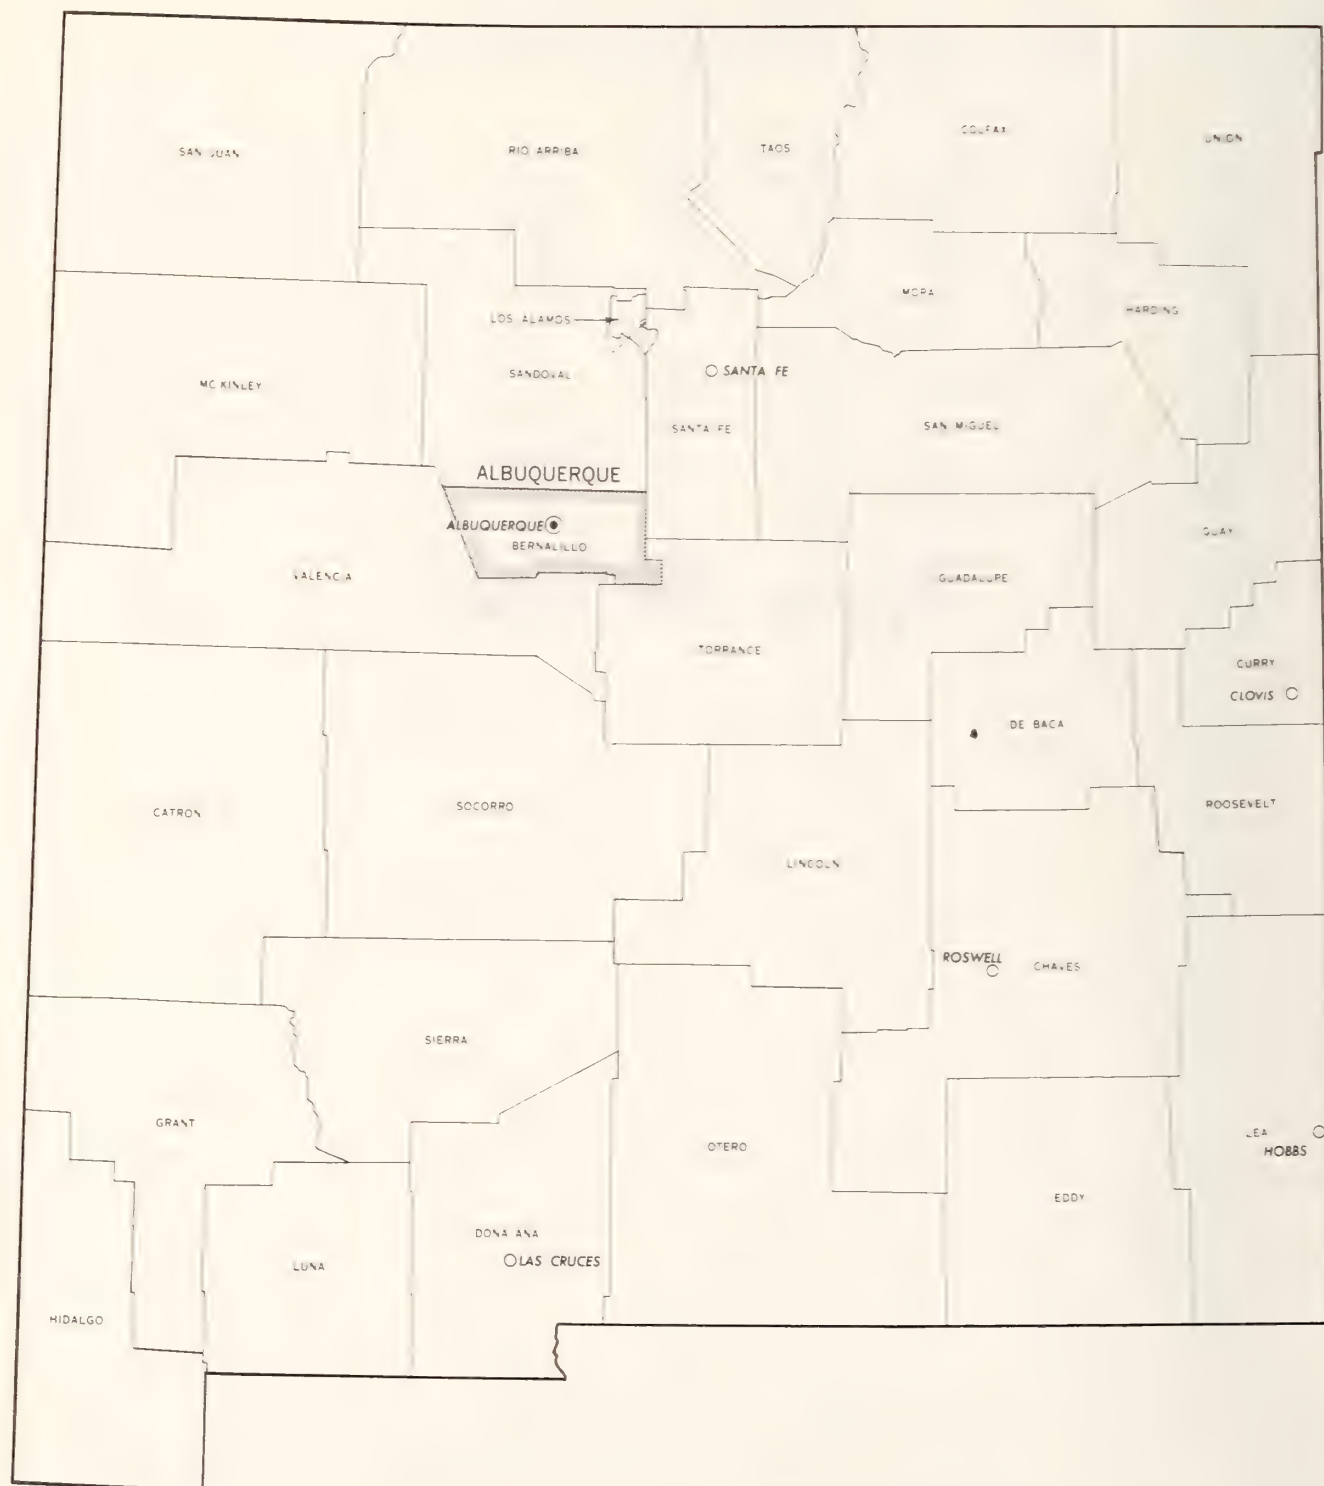 SAN JUAN
RIO ARRIBA
TAOS
COLFAX
UNION
LOS ALAMOS
MORA
HARDING
MC KINLEY
SANDOVAL
SANTA FE
SANTA FE
SAN MIGUEL
ALBUQUERQUE
ALBUQUERQUE
BERNALILLO
VALENCIA
GUADALUPE
QUAY
TORRANCE
CURRY
CLOVIS
DE BACA
CATRON
SOCORRO
LINCOLN
ROOSEVELT
ROSWELL
CHAVES
SIERRA
GRANT
OTERO
LEA
HOBBS
EDDY
DONA ANA
LAS CRUCES
LUNA
HIDALGO